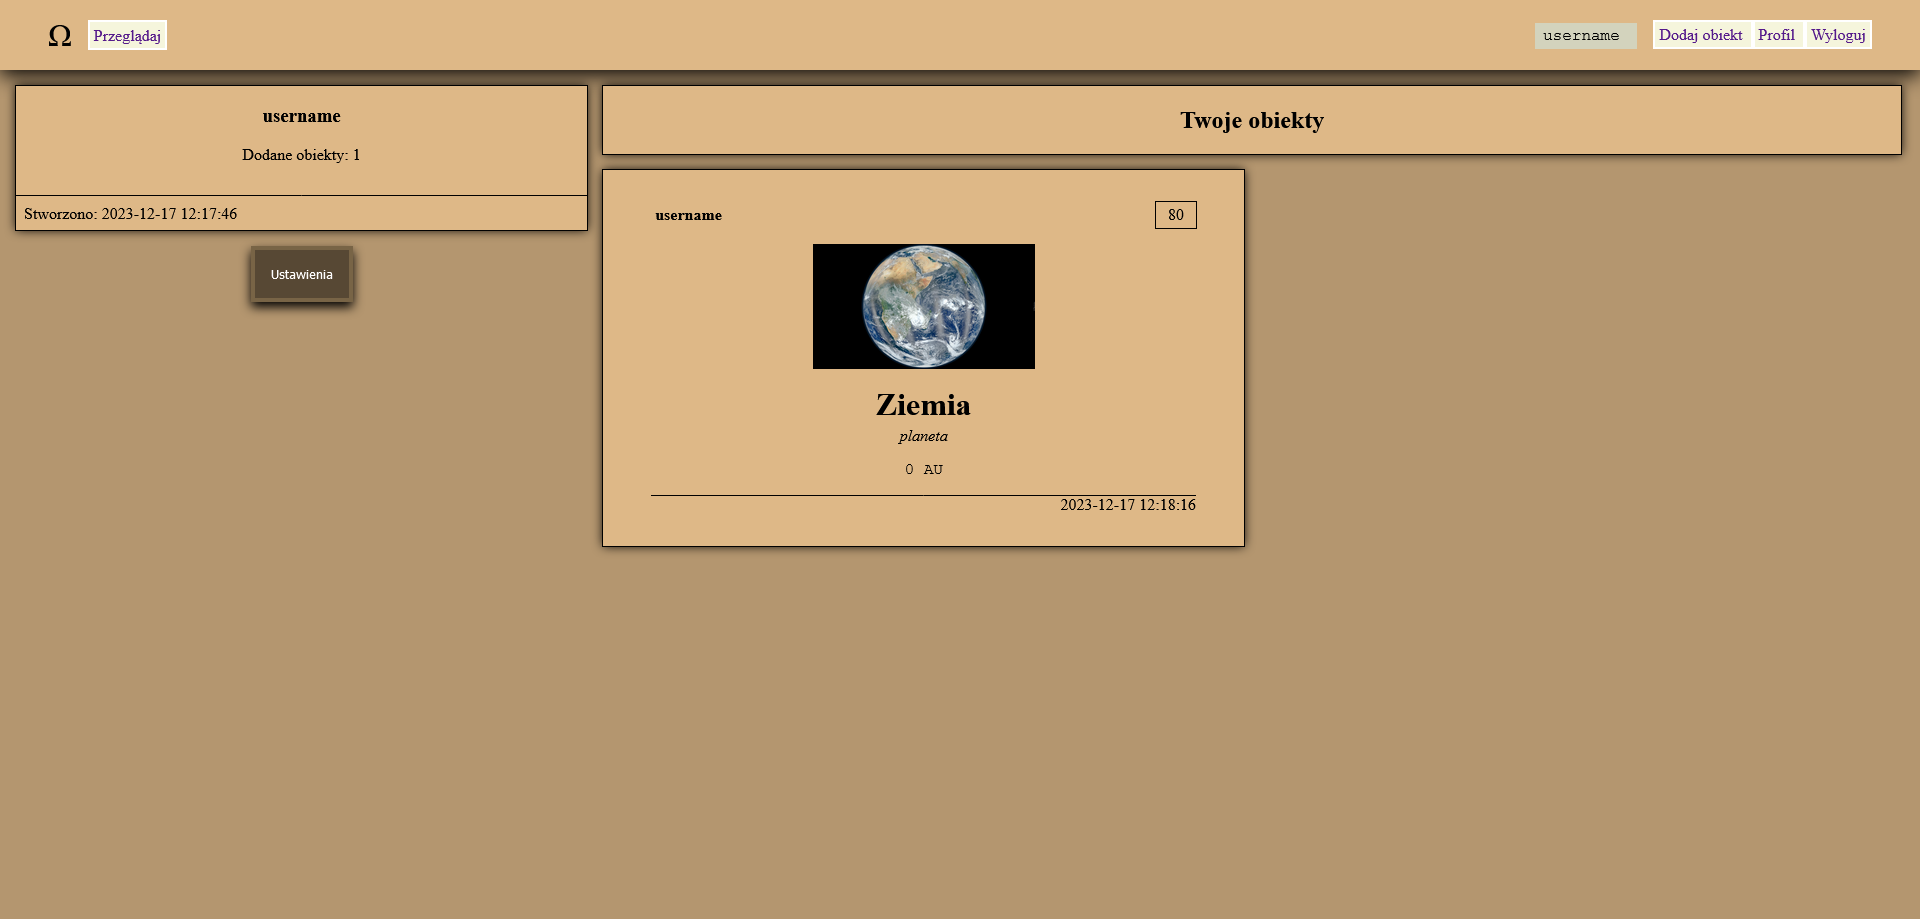 Ω Przeglądaj
username Dodaj obiekt Profil Wyloguj
username
Dodane obiekty: 1
Stworzono: 2023-12-17 12:17:46
Ustawienia
Twoje obiekty
username 80
Ziemia
planeta
0 AU
2023-12-17 12:18:16